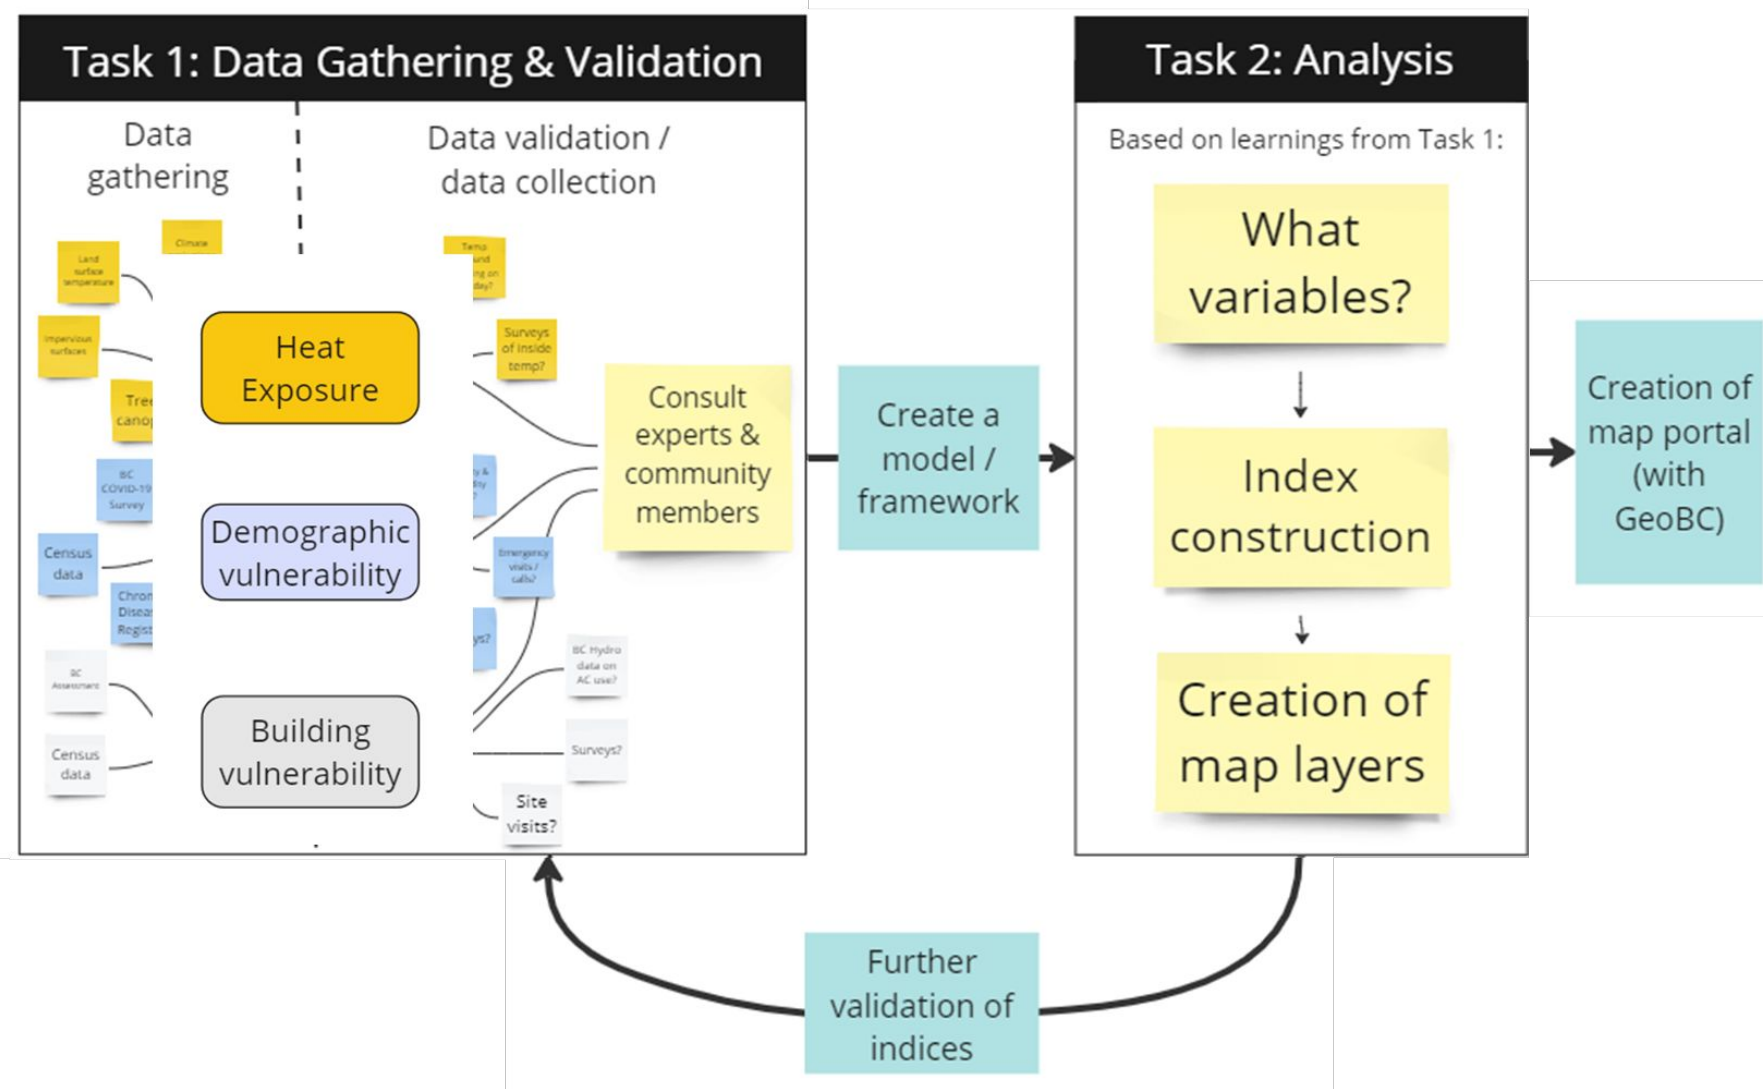 Task 1: Data Gathering & Validation
Data
gathering
Data validation /
data collection
Climate
Land
surface
temperature
Impervious
surfaces
Tree
BC
COVID-19
Survey
Census
data
BC
Assessment
Census
data
Heat
Exposure
Demographic
vulnerability
Building
vulnerability
Temp
day?
Surveys
of inside
temp?
Emergency
visits /
calls?
BC Hydro
data on
AC use?
Surveys?
Site
visits?
Consult
experts &
community
members
Create a
model /
framework
Task 2: Analysis
Based on learnings from Task 1:
What
variables?
Index
construction
Creation of
map layers
Creation of
map portal
(with
GeoBC)
Further
validation of
indices